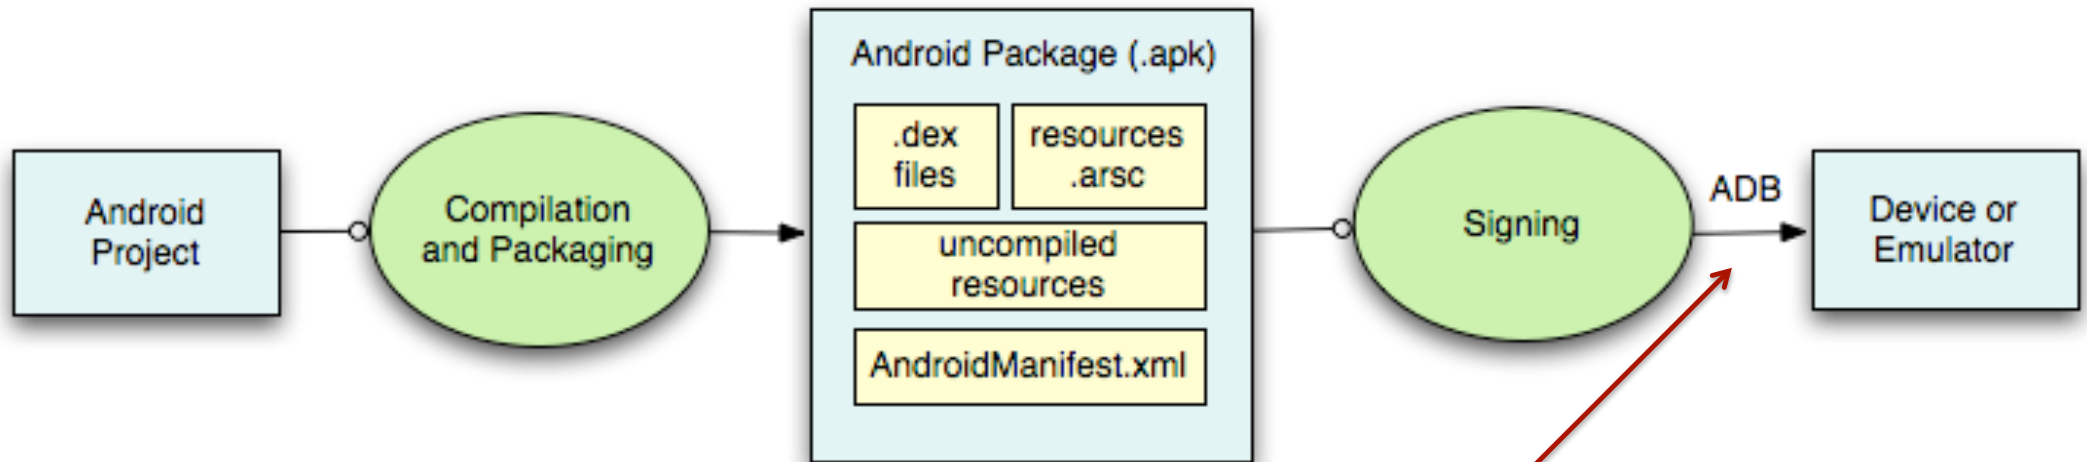 Android
Project
Compilation
and Packaging
Android Package (.apk)
.dex
files
resources
.arsc
uncompiled
resources
AndroidManifest.xml
Signing
ADB
Device or
Emulator